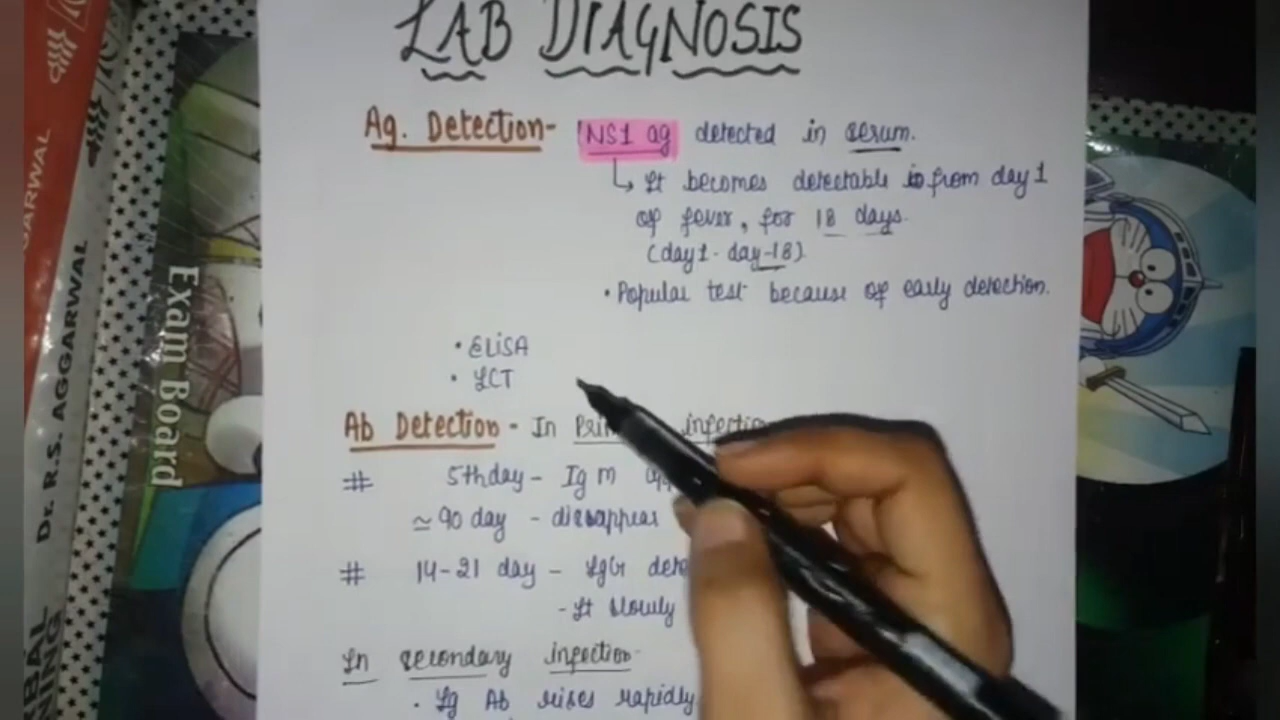 LAB DIAGNOSIS
Ag. Detection- NS1 ag detected in serum.
↳ It becomes detectable from day 1
of fever, for 18 days.
(day 1 - day-18)
• Popular test because of early detection.
• ELISA
• ICT
Ab Detection - In
# 5th day - Ig M
≃ 90 day - disappear
# 14-21 day - IgG
- It slowly
In secondary infection-
• Ig Ab rises rapidly
Exam Board
Dr. R.S. AGGARWAL